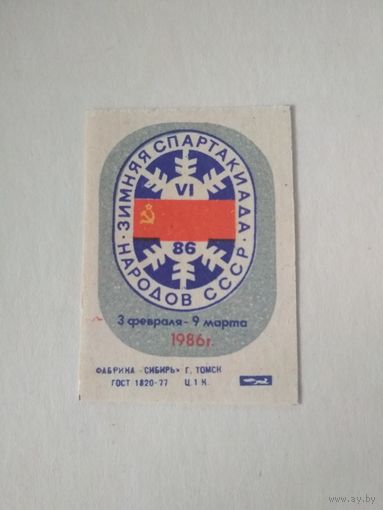 · ЗИМНЯЯ СПАРТАКИАДА ·
НАРОДОВ СССР
VI
86
3 февраля - 9 марта
1986г.
ФАБРИКА «СИБИРЬ» Г. ТОМСК
ГОСТ 1820-77 Ц. 1 К.
www.ay.by